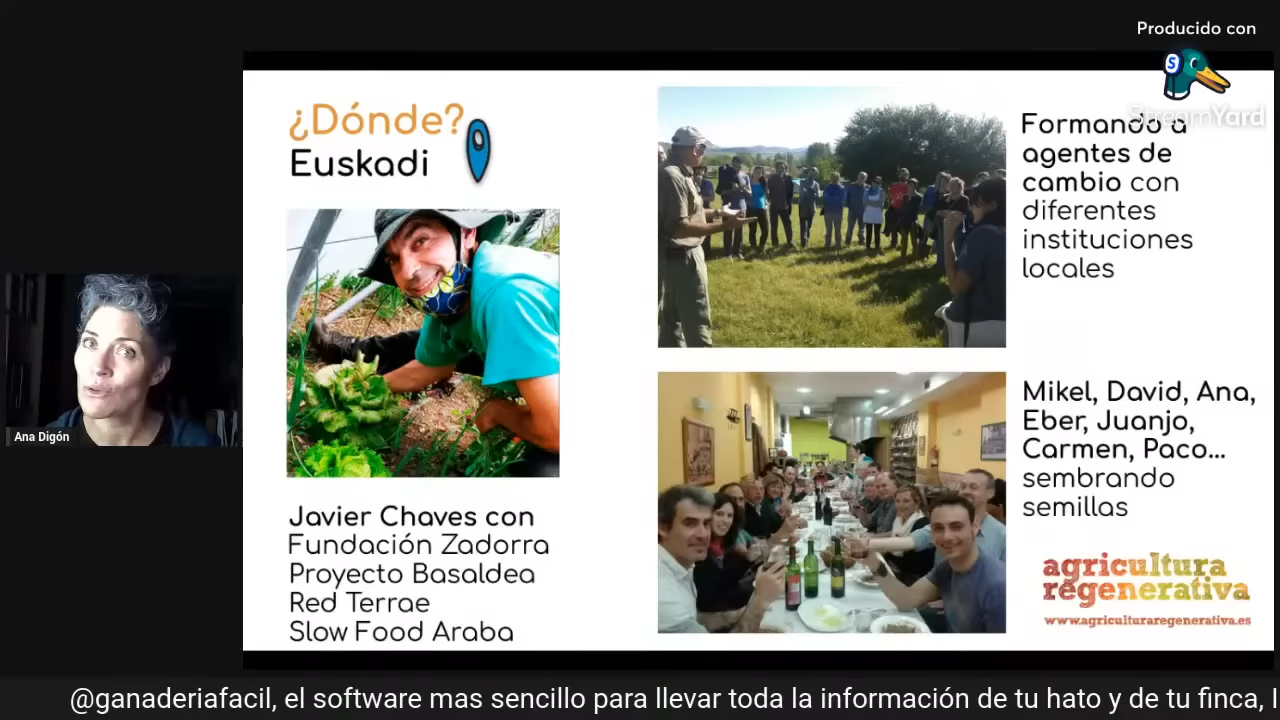 Producido con
StreamYard
¿Dónde?
Euskadi
Formando a
agentes de
cambio con
diferentes
instituciones
locales
Ana Digón
Mikel, David, Ana,
Eber, Juanjo,
Carmen, Paco...
sembrando
semillas
Javier Chaves con
Fundación Zadorra
Proyecto Basaldea
Red Terrae
Slow Food Araba
agricultura
regenerativa
www.agriculturaregenerativa.es
@ganaderiafacil, el software mas sencillo para llevar toda la información de tu hato y de tu finca,